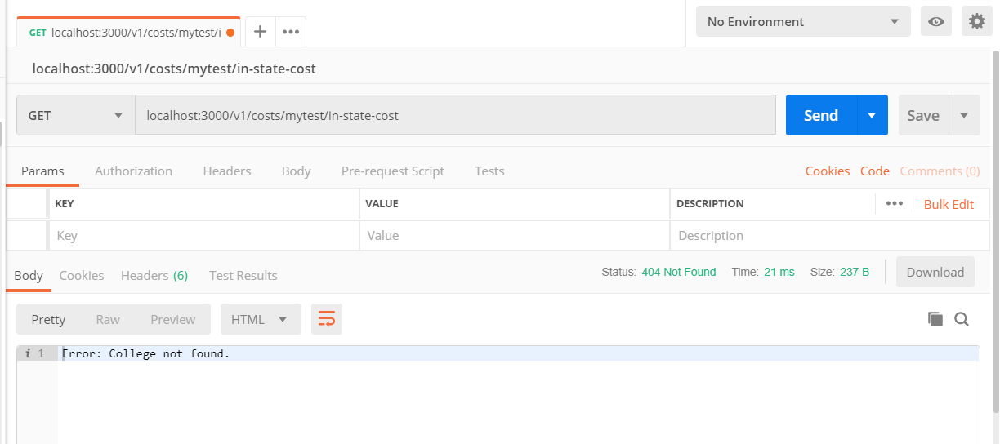 GET localhost:3000/v1/costs/mytest/i
No Environment
localhost:3000/v1/costs/mytest/in-state-cost
GET localhost:3000/v1/costs/mytest/in-state-cost Send Save
Params Authorization Headers Body Pre-request Script Tests Cookies Code Comments (0)
KEY VALUE DESCRIPTION Bulk Edit
Key Value Description
Body Cookies Headers (6) Test Results Status: 404 Not Found Time: 21 ms Size: 237 B Download
Pretty Raw Preview HTML
i 1 Error: College not found.